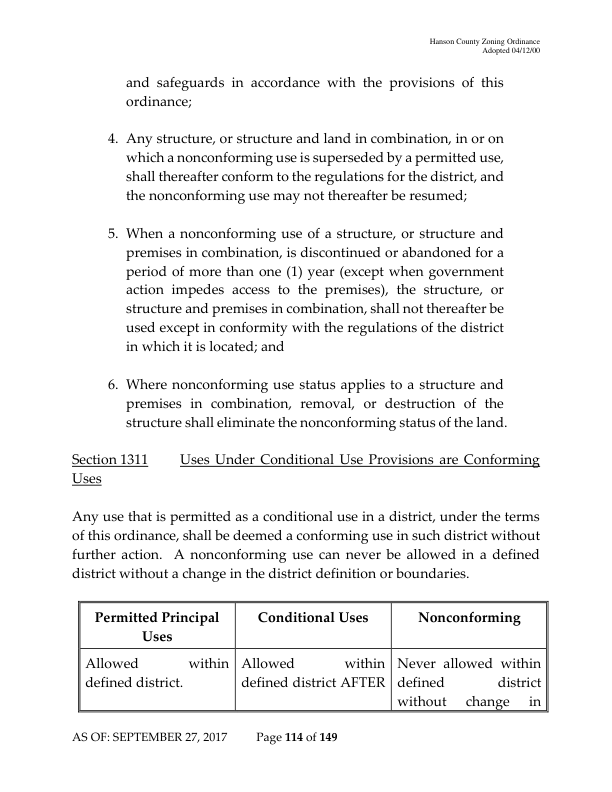 Hanson County Zoning Ordinance
Adopted 04/12/00
and safeguards in accordance with the provisions of this
ordinance;
4. Any structure, or structure and land in combination, in or on
which a nonconforming use is superseded by a permitted use,
shall thereafter conform to the regulations for the district, and
the nonconforming use may not thereafter be resumed;
5. When a nonconforming use of a structure, or structure and
premises in combination, is discontinued or abandoned for a
period of more than one (1) year (except when government
action impedes access to the premises), the structure, or
structure and premises in combination, shall not thereafter be
used except in conformity with the regulations of the district
in which it is located; and
6. Where nonconforming use status applies to a structure and
premises in combination, removal, or destruction of the
structure shall eliminate the nonconforming status of the land.
Section 1311 Uses Under Conditional Use Provisions are Conforming
Uses
Any use that is permitted as a conditional use in a district, under the terms
of this ordinance, shall be deemed a conforming use in such district without
further action. A nonconforming use can never be allowed in a defined
district without a change in the district definition or boundaries.
Permitted Principal
Uses
Conditional Uses
Nonconforming
Allowed within
defined district.
Allowed within
defined district AFTER
Never allowed within
defined district
without change in
AS OF: SEPTEMBER 27, 2017 Page 114 of 149